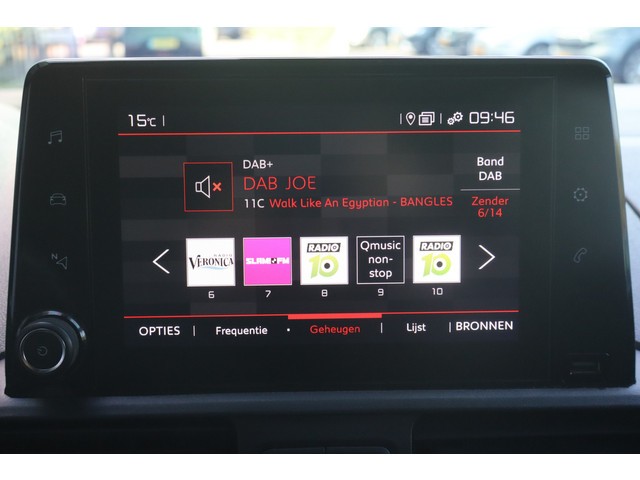 15°C
09:46
DAB+
DAB JOE
11C Walk Like An Egyptian - BANGLES
Band
DAB
Zender
6/14
RADIO
VERONICA
SLAM!FM
RADIO
10
Qmusic
non-
stop
RADIO
10
6
7
8
9
10
OPTIES
Frequentie
Geheugen
Lijst
BRONNEN
N